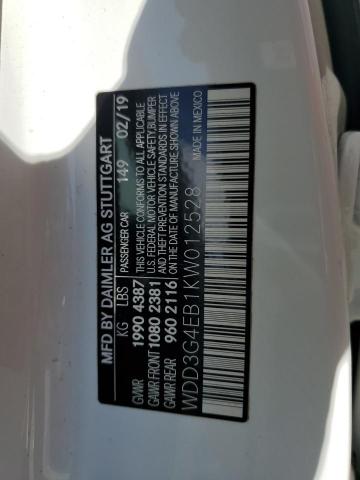 MFD BY DAIMLER AG STUTTGART
KG LBS PASSENGER CAR 149 02/19
GVWR 1990 4387 THIS VEHICLE CONFORMS TO ALL APPLICABLE
GAWR FRONT 1080 2381 U.S. FEDERAL MOTOR VEHICLE SAFETY, BUMPER
GAWR REAR 960 2116 AND THEFT PREVENTION STANDARDS IN EFFECT
ON THE DATE OF MANUFACTURE SHOWN ABOVE
WDD3G4EB1KW012528 MADE IN MEXICO